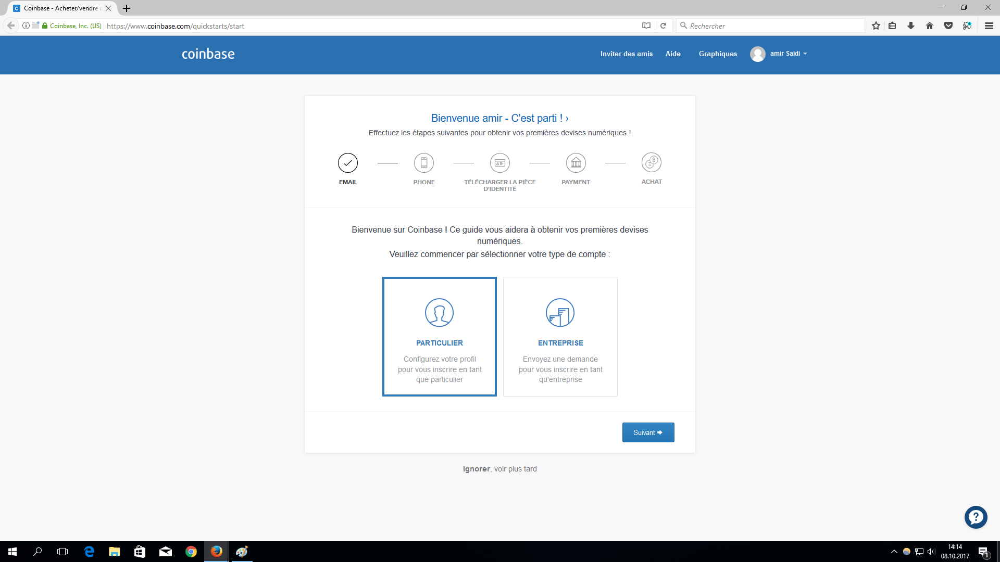 Coinbase - Acheter/vendre
Coinbase, Inc. (US)
https://www.coinbase.com/quickstarts/start
Rechercher
coinbase
Inviter des amis
Aide
Graphiques
amir Saidi
Bienvenue amir - C'est parti ! ›
Effectuez les étapes suivantes pour obtenir vos premières devises numériques !
EMAIL
PHONE
TÉLÉCHARGER LA PIÈCE
D'IDENTITÉ
PAYMENT
ACHAT
Bienvenue sur Coinbase ! Ce guide vous aidera à obtenir vos premières devises
numériques.
Veuillez commencer par sélectionner votre type de compte :
PARTICULIER
Configurez votre profil
pour vous inscrire en tant
que particulier
ENTREPRISE
Envoyez une demande
pour vous inscrire en tant
qu'entreprise
Suivant
Ignorer, voir plus tard
14:14
08.10.2017
1